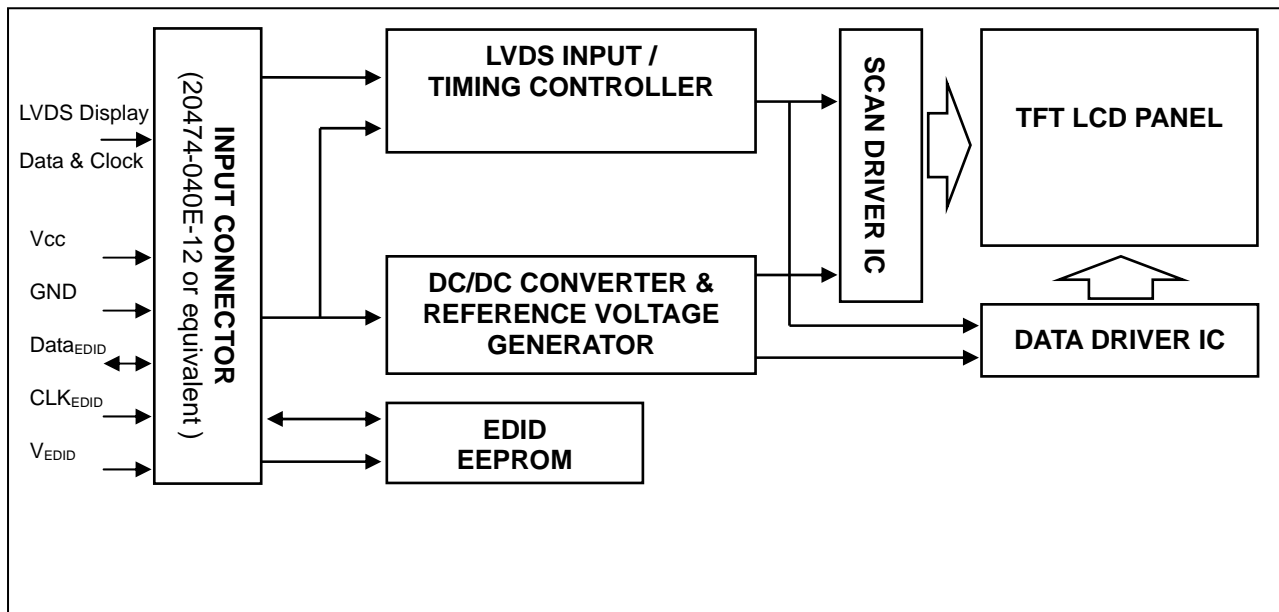 LVDS Display
Data & Clock
Vcc
GND
DataEDID
CLKEDID
VEDID
INPUT CONNECTOR
(20474-040E-12 or equivalent )
LVDS INPUT /
TIMING CONTROLLER
DC/DC CONVERTER &
REFERENCE VOLTAGE
GENERATOR
EDID
EEPROM
SCAN DRIVER IC
TFT LCD PANEL
DATA DRIVER IC